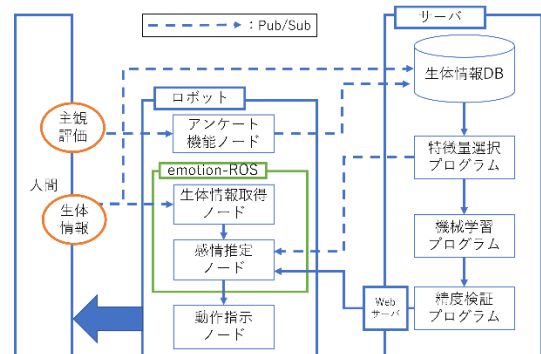 ：Pub/Sub
サーバ
生体情報DB
ロボット
主観
評価
アンケート
機能ノード
特徴量選択
プログラム
emotion-ROS
人間
生体情報取得
ノード
生体
情報
機械学習
プログラム
感情推定
ノード
Web
サーバ
精度検証
プログラム
動作指示
ノード